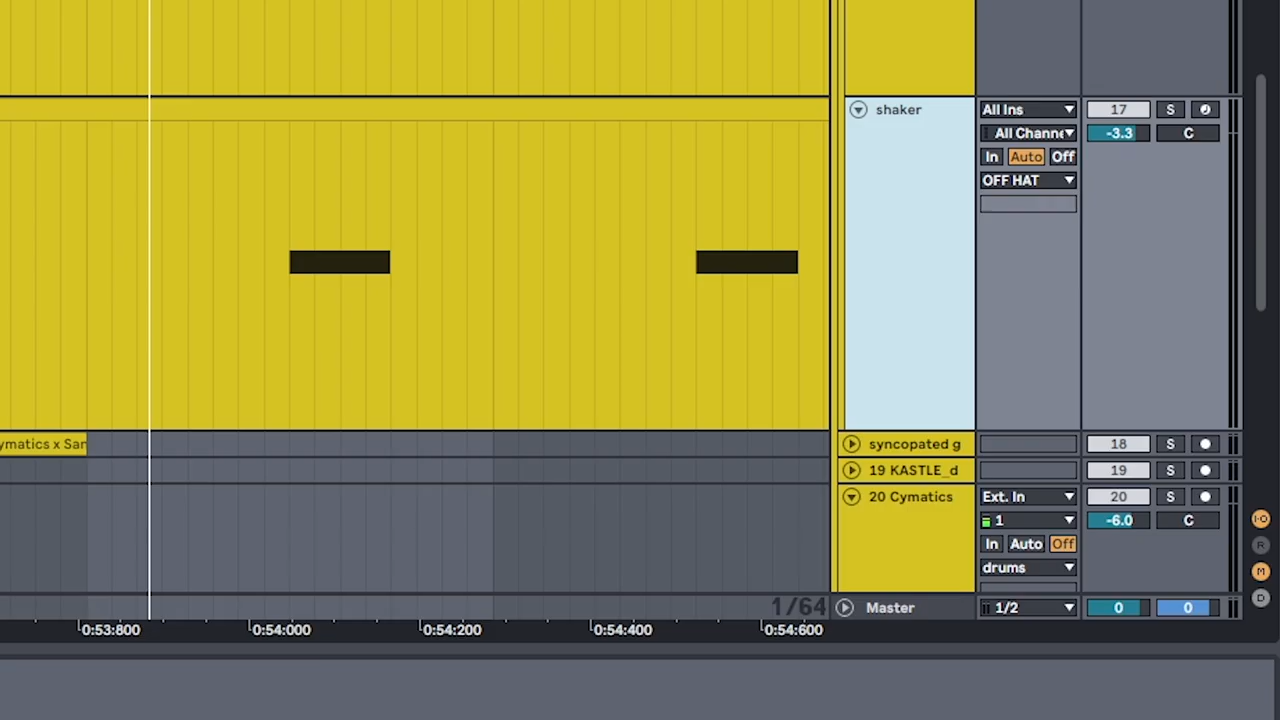 shaker
All Ins
17
S
All Channe
-3.3
C
In
Auto
Off
OFF HAT
ymatics x San
syncopated g
18
S
19 KASTLE_d
19
S
20 Cymatics
Ext. In
20
S
1
-6.0
C
In
Auto
Off
drums
1/64
Master
1/2
0
0
I·O
R
M
D
0:53:800
0:54:000
0:54:200
0:54:400
0:54:600